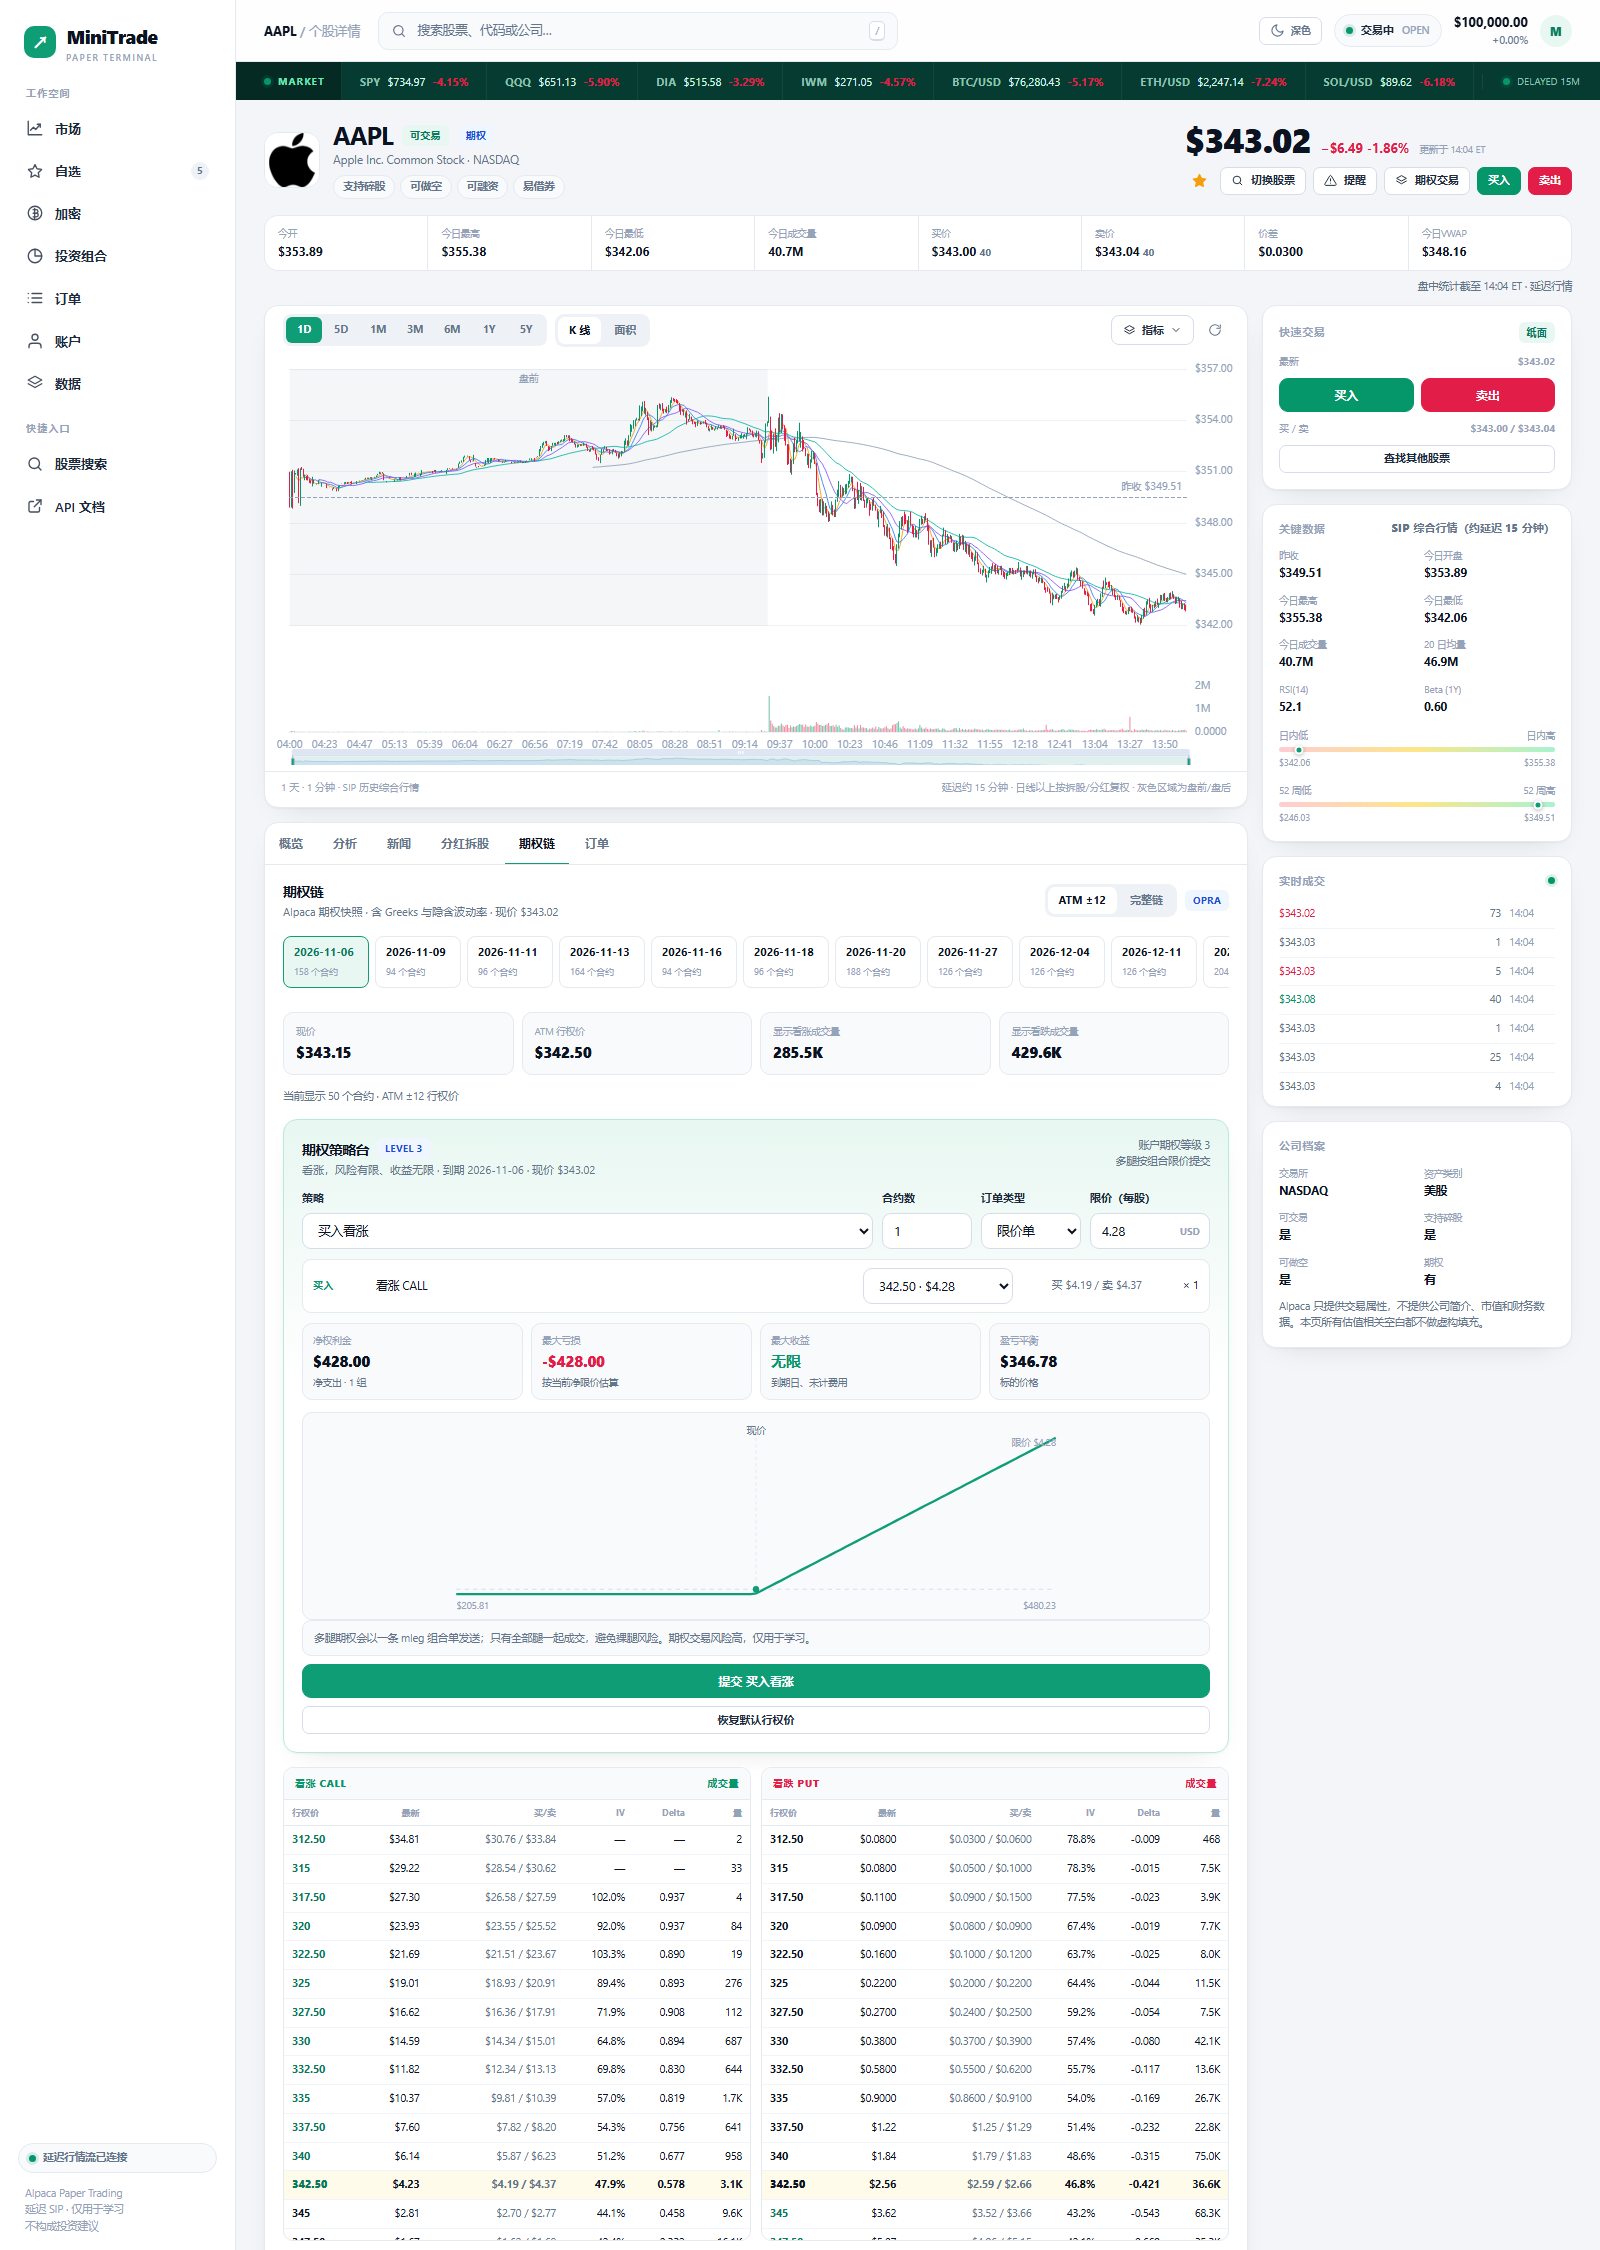 MiniTrade
PAPER TERMINAL
工作空间
市场
自选 5
加密
投资组合
订单
账户
数据
快捷入口
股票搜索
API 文档
延迟行情流已连接
Alpaca Paper Trading
延迟 SIP · 仅用于学习
不构成投资建议
AAPL / 个股详情
搜索股票、代码或公司...
/
深色
交易中 OPEN
$100,000.00
+0.00%
M
MARKET SPY $734.97 -4.15% QQQ $651.13 -5.90% DIA $515.58 -3.29% IWM $271.05 -4.57% BTC/USD $76,280.43 -5.17% ETH/USD $2,247.14 -7.24% SOL/USD $89.62 -6.18% DELAYED 15M
AAPL 可交易 期权
Apple Inc. Common Stock · NASDAQ
支持碎股 可做空 可融资 易借券
$343.02 −$6.49 -1.86% 更新于 14:04 ET
切换股票 提醒 期权交易 买入 卖出
今开 今日最高 今日最低 今日成交量 买价 卖价 价差 今日VWAP
$353.89 $355.38 $342.06 40.7M $343.00 40 $343.04 40 $0.0300 $348.16
盘中统计截至 14:04 ET · 延迟行情
1D 5D 1M 3M 6M 1Y 5Y K 线 面积 指标
盘前
$357.00
$354.00
$351.00
昨收 $349.51
$348.00
$345.00
$342.00
2M
1M
0.0000
04:00 04:23 04:47 05:13 05:39 06:04 06:27 06:56 07:19 07:42 08:05 08:28 08:51 09:14 09:37 10:00 10:23 10:46 11:09 11:32 11:55 12:18 12:41 13:04 13:27 13:50
1 天 · 1 分钟 · SIP 历史综合行情
延迟约 15 分钟 · 日线以上按拆股/分红复权 · 灰色区域为盘前/盘后
快速交易 纸面
最新 $343.02
买入 卖出
买 / 卖 $343.00 / $343.04
查找其他股票
关键数据 SIP 综合行情（约延迟 15 分钟）
昨收 今日开盘
$349.51 $353.89
今日最高 今日最低
$355.38 $342.06
今日成交量 20 日均量
40.7M 46.9M
RSI(14) Beta (1Y)
52.1 0.60
日内低 日内高
$342.06 $355.38
52 周低 52 周高
$246.03 $349.51
实时成交
$343.02 73 14:04
$343.03 1 14:04
$343.03 5 14:04
$343.08 40 14:04
$343.03 1 14:04
$343.03 25 14:04
$343.03 4 14:04
公司档案
交易所 资产类别
NASDAQ 美股
可交易 支持碎股
是 是
可做空 期权
是 有
Alpaca 只提供交易属性，不提供公司简介、市值和财务数
据。本页所有估值相关空白都不做虚构填充。
概览 分析 新闻 分红拆股 期权链 订单
期权链
Alpaca 期权快照 · 含 Greeks 与隐含波动率 · 现价 $343.02
ATM ±12 完整链 OPRA
2026-11-06 2026-11-09 2026-11-11 2026-11-13 2026-11-16 2026-11-18 2026-11-20 2026-11-27 2026-12-04 2026-12-11 202
158 个合约 94 个合约 96 个合约 164 个合约 94 个合约 96 个合约 188 个合约 126 个合约 126 个合约 126 个合约 204
现价 ATM 行权价 显示看涨成交量 显示看跌成交量
$343.15 $342.50 285.5K 429.6K
当前显示 50 个合约 · ATM ±12 行权价
期权策略台 LEVEL 3
看涨，风险有限、收益无限 · 到期 2026-11-06 · 现价 $343.02
账户期权等级 3
多腿按组合限价提交
策略 合约数 订单类型 限价（每股）
买入看涨 1 限价单 4.28 USD
买入 看涨 CALL 342.50 · $4.28 买 $4.19 / 卖 $4.37 × 1
净权利金 最大亏损 最大收益 盈亏平衡
$428.00 -$428.00 无限 $346.78
净支出 · 1 组 按当前净限价估算 到期日、未计费用 标的价格
现价
限价 $4.28
$205.81 $480.23
多腿期权会以一条 mleg 组合单发送；只有全部腿一起成交，避免裸腿风险。期权交易风险高，仅用于学习。
提交 买入看涨
恢复默认行权价
看涨 CALL 成交量
行权价 最新 买/卖 IV Delta 量
312.50 $34.81 $30.76 / $33.84 — — 2
315 $29.22 $28.54 / $30.62 — — 33
317.50 $27.30 $26.58 / $27.59 102.0% 0.937 4
320 $23.93 $23.55 / $25.52 92.0% 0.937 84
322.50 $21.69 $21.51 / $23.67 103.3% 0.890 19
325 $19.01 $18.93 / $20.91 89.4% 0.893 276
327.50 $16.62 $16.36 / $17.91 71.9% 0.908 112
330 $14.59 $14.34 / $15.01 64.8% 0.894 687
332.50 $11.82 $12.34 / $13.13 69.8% 0.830 644
335 $10.37 $9.81 / $10.39 57.0% 0.819 1.7K
337.50 $7.60 $7.82 / $8.20 54.3% 0.756 641
340 $6.14 $5.87 / $6.23 51.2% 0.677 958
342.50 $4.23 $4.19 / $4.37 47.9% 0.578 3.1K
345 $2.81 $2.70 / $2.77 44.1% 0.458 9.6K
看跌 PUT 成交量
行权价 最新 买/卖 IV Delta 量
312.50 $0.0800 $0.0300 / $0.0600 78.8% -0.009 468
315 $0.0800 $0.0500 / $0.1000 78.3% -0.015 7.5K
317.50 $0.1100 $0.0900 / $0.1500 77.5% -0.023 3.9K
320 $0.0900 $0.0800 / $0.0900 67.4% -0.019 7.7K
322.50 $0.1600 $0.1000 / $0.1200 63.7% -0.025 8.0K
325 $0.2200 $0.2000 / $0.2200 64.4% -0.044 11.5K
327.50 $0.2700 $0.2400 / $0.2500 59.2% -0.054 7.5K
330 $0.3800 $0.3700 / $0.3900 57.4% -0.080 42.1K
332.50 $0.5800 $0.5500 / $0.6200 55.7% -0.117 13.6K
335 $0.9000 $0.8600 / $0.9100 54.0% -0.169 26.7K
337.50 $1.22 $1.25 / $1.29 51.4% -0.232 22.8K
340 $1.84 $1.79 / $1.83 48.6% -0.315 75.0K
342.50 $2.56 $2.59 / $2.66 46.8% -0.421 36.6K
345 $3.62 $3.52 / $3.66 43.2% -0.543 68.3K